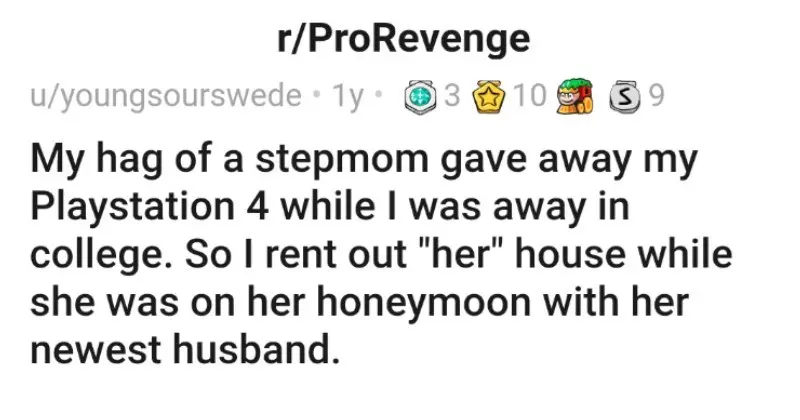 r/ProRevenge
u/youngsourswede • 1y • 3 10 S 9
My hag of a stepmom gave away my
Playstation 4 while I was away in
college. So I rent out "her" house while
she was on her honeymoon with her
newest husband.